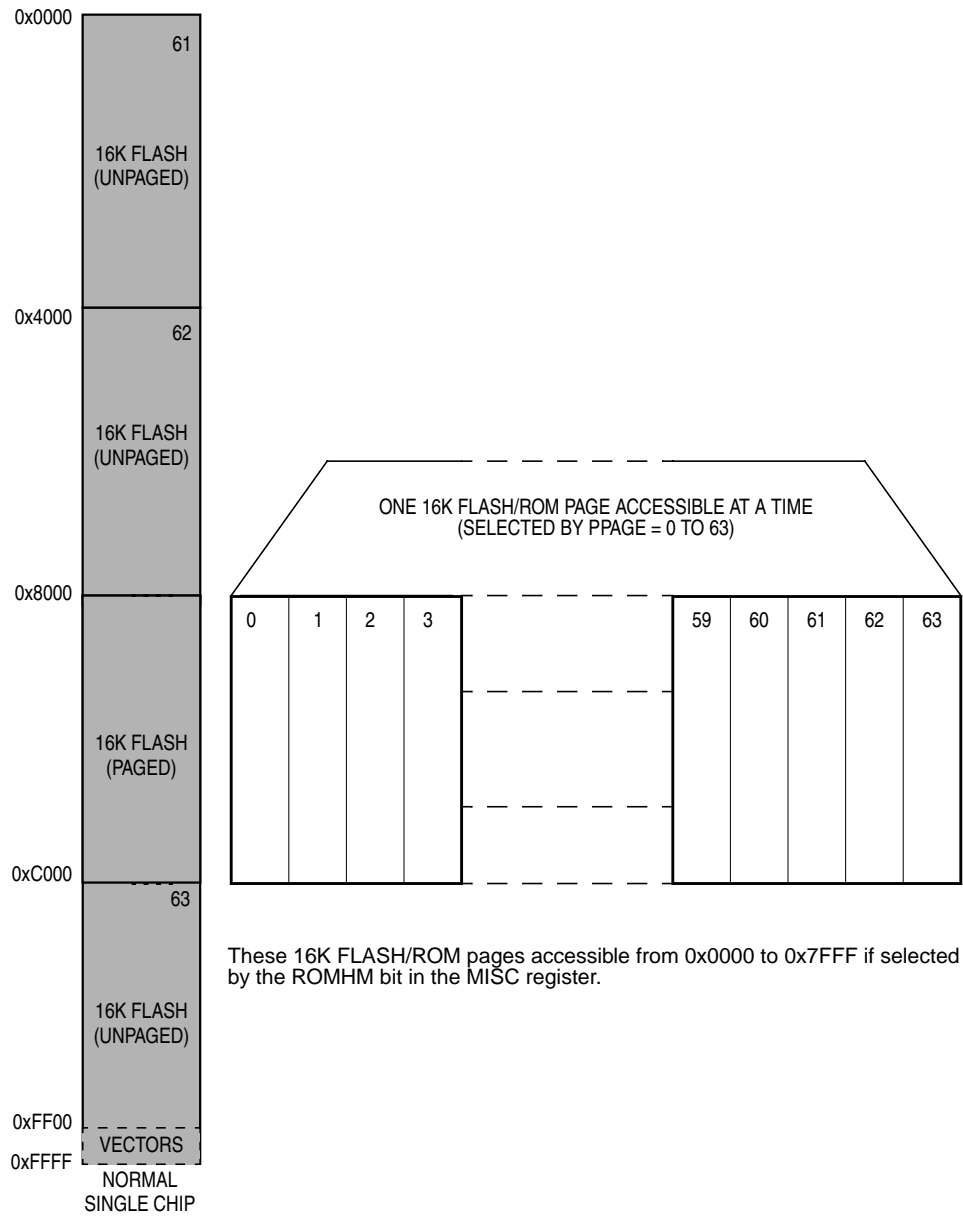 0x0000
61
16K FLASH
(UNPAGED)
0x4000
62
16K FLASH
(UNPAGED)
ONE 16K FLASH/ROM PAGE ACCESSIBLE AT A TIME
(SELECTED BY PPAGE = 0 TO 63)
0x8000
0 1 2 3 59 60 61 62 63
16K FLASH
(PAGED)
0xC000
63
These 16K FLASH/ROM pages accessible from 0x0000 to 0x7FFF if selected
by the ROMHM bit in the MISC register.
16K FLASH
(UNPAGED)
0xFF00
VECTORS
0xFFFF
NORMAL
SINGLE CHIP